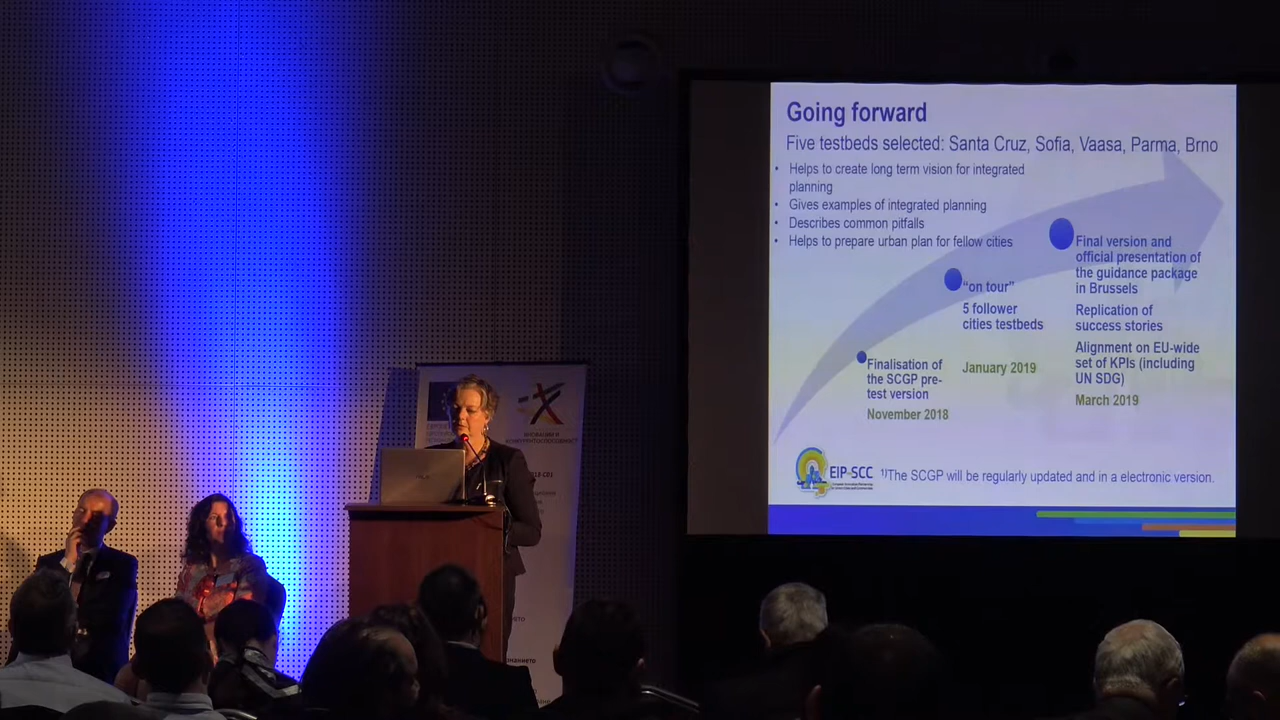 Going forward
Five testbeds selected: Santa Cruz, Sofia, Vaasa, Parma, Brno
• Helps to create long term vision for integrated
planning
• Gives examples of integrated planning
• Describes common pitfalls
• Helps to prepare urban plan for fellow cities
Finalisation of
the SCGP pre-
test version
November 2018
“on tour”
5 follower
cities testbeds
January 2019
Final version and
official presentation of
the guidance package
in Brussels
Replication of
success stories
Alignment on EU-wide
set of KPIs (including
UN SDG)
March 2019
EIP-SCC
1)The SCGP will be regularly updated and in a electronic version.
ИНОВАЦИИ И
КОНКУРЕНТОСПОСОБНОСТ